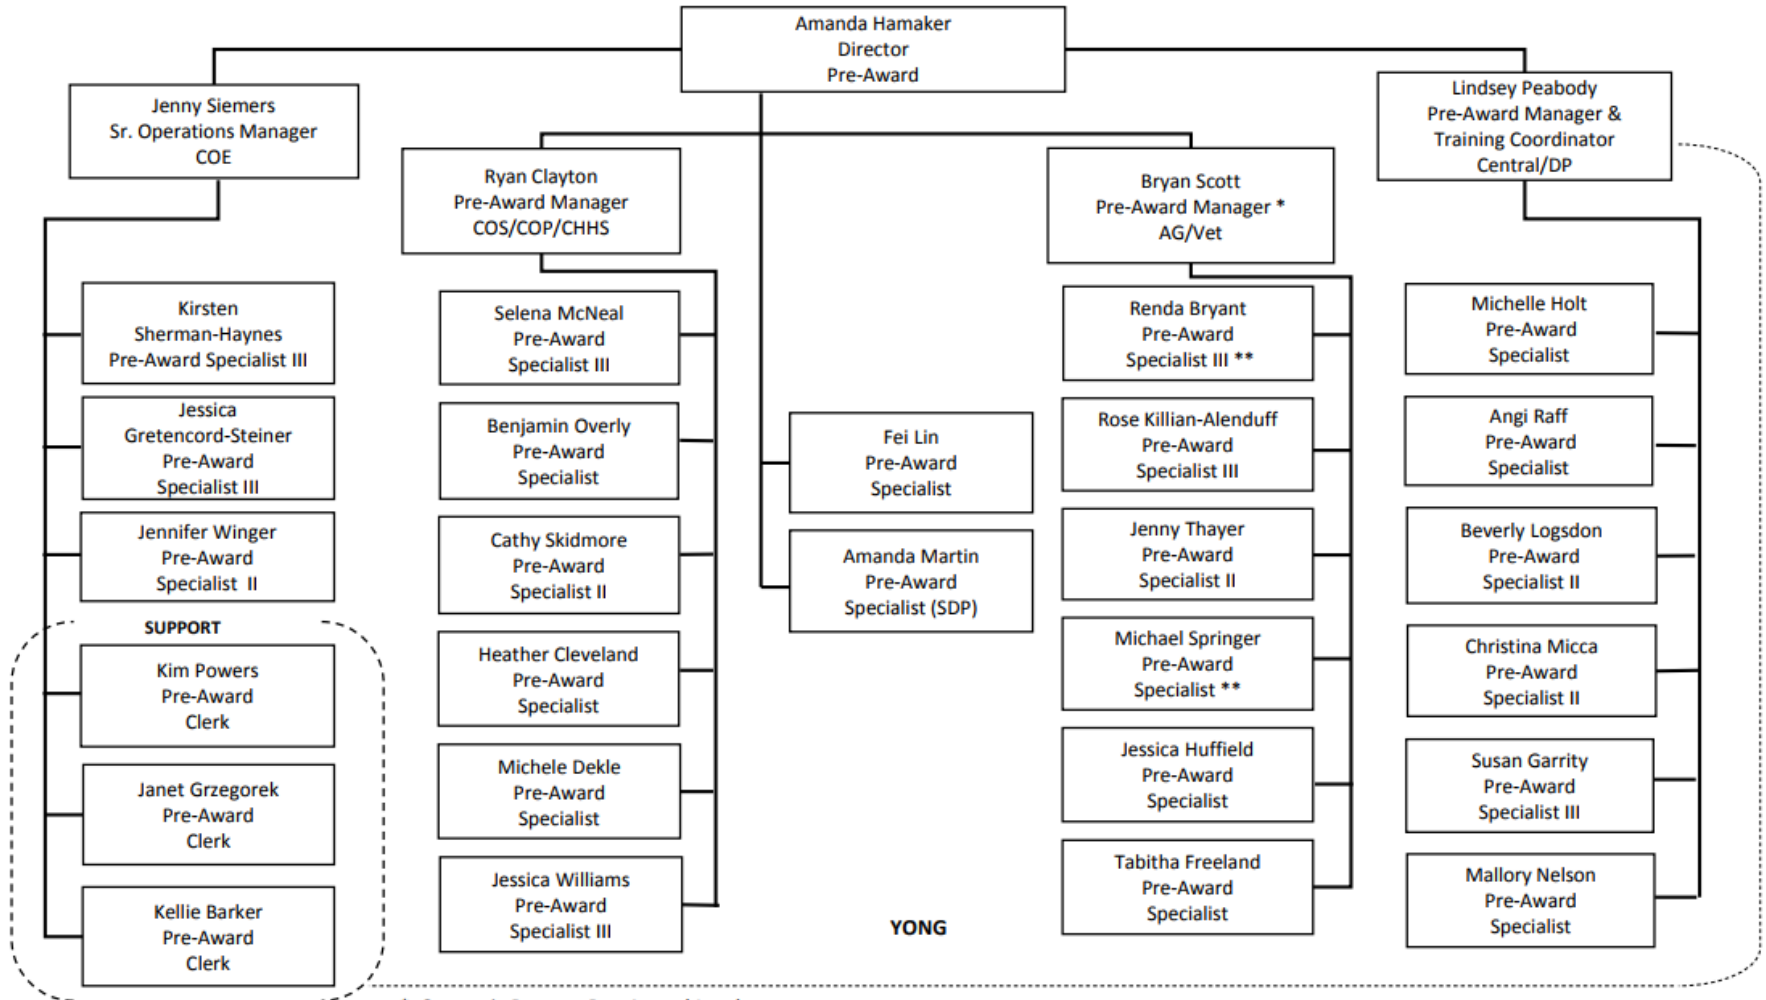 Amanda Hamaker
Director
Pre-Award
Jenny Siemers
Sr. Operations Manager
COE
Ryan Clayton
Pre-Award Manager
COS/COP/CHHS
Bryan Scott
Pre-Award Manager *
AG/Vet
Lindsey Peabody
Pre-Award Manager &
Training Coordinator
Central/DP
Kirsten
Sherman-Haynes
Pre-Award Specialist III
Jessica
Gretencord-Steiner
Pre-Award
Specialist III
Jennifer Winger
Pre-Award
Specialist II
SUPPORT
Kim Powers
Pre-Award
Clerk
Janet Grzegorek
Pre-Award
Clerk
Kellie Barker
Pre-Award
Clerk
Selena McNeal
Pre-Award
Specialist III
Benjamin Overly
Pre-Award
Specialist
Cathy Skidmore
Pre-Award
Specialist II
Heather Cleveland
Pre-Award
Specialist
Michele Dekle
Pre-Award
Specialist
Jessica Williams
Pre-Award
Specialist III
Fei Lin
Pre-Award
Specialist
Amanda Martin
Pre-Award
Specialist (SDP)
YONG
Renda Bryant
Pre-Award
Specialist III **
Rose Killian-Alenduff
Pre-Award
Specialist III
Jenny Thayer
Pre-Award
Specialist II
Michael Springer
Pre-Award
Specialist **
Jessica Huffield
Pre-Award
Specialist
Tabitha Freeland
Pre-Award
Specialist
Michelle Holt
Pre-Award
Specialist
Angi Raff
Pre-Award
Specialist
Beverly Logsdon
Pre-Award
Specialist II
Christina Micca
Pre-Award
Specialist II
Susan Garrity
Pre-Award
Specialist III
Mallory Nelson
Pre-Award
Specialist